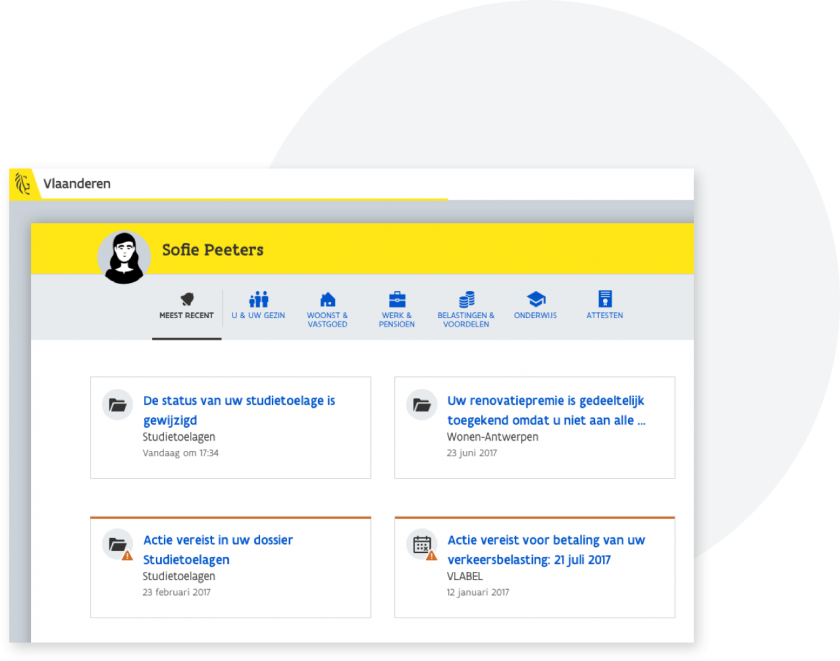 Vlaanderen
Sofie Peeters
MEEST RECENT
U & UW GEZIN
WOONST &
VASTGOED
WERK &
PENSIOEN
BELASTINGEN &
VOORDELEN
ONDERWIJS
ATTESTEN
De status van uw studietoelage is
gewijzigd
Studietoelagen
Vandaag om 17:34
Uw renovatiepremie is gedeeltelijk
toegekend omdat u niet aan alle ...
Wonen-Antwerpen
23 juni 2017
Actie vereist in uw dossier
Studietoelagen
Studietoelagen
23 februari 2017
Actie vereist voor betaling van uw
verkeersbelasting: 21 juli 2017
VLABEL
12 januari 2017